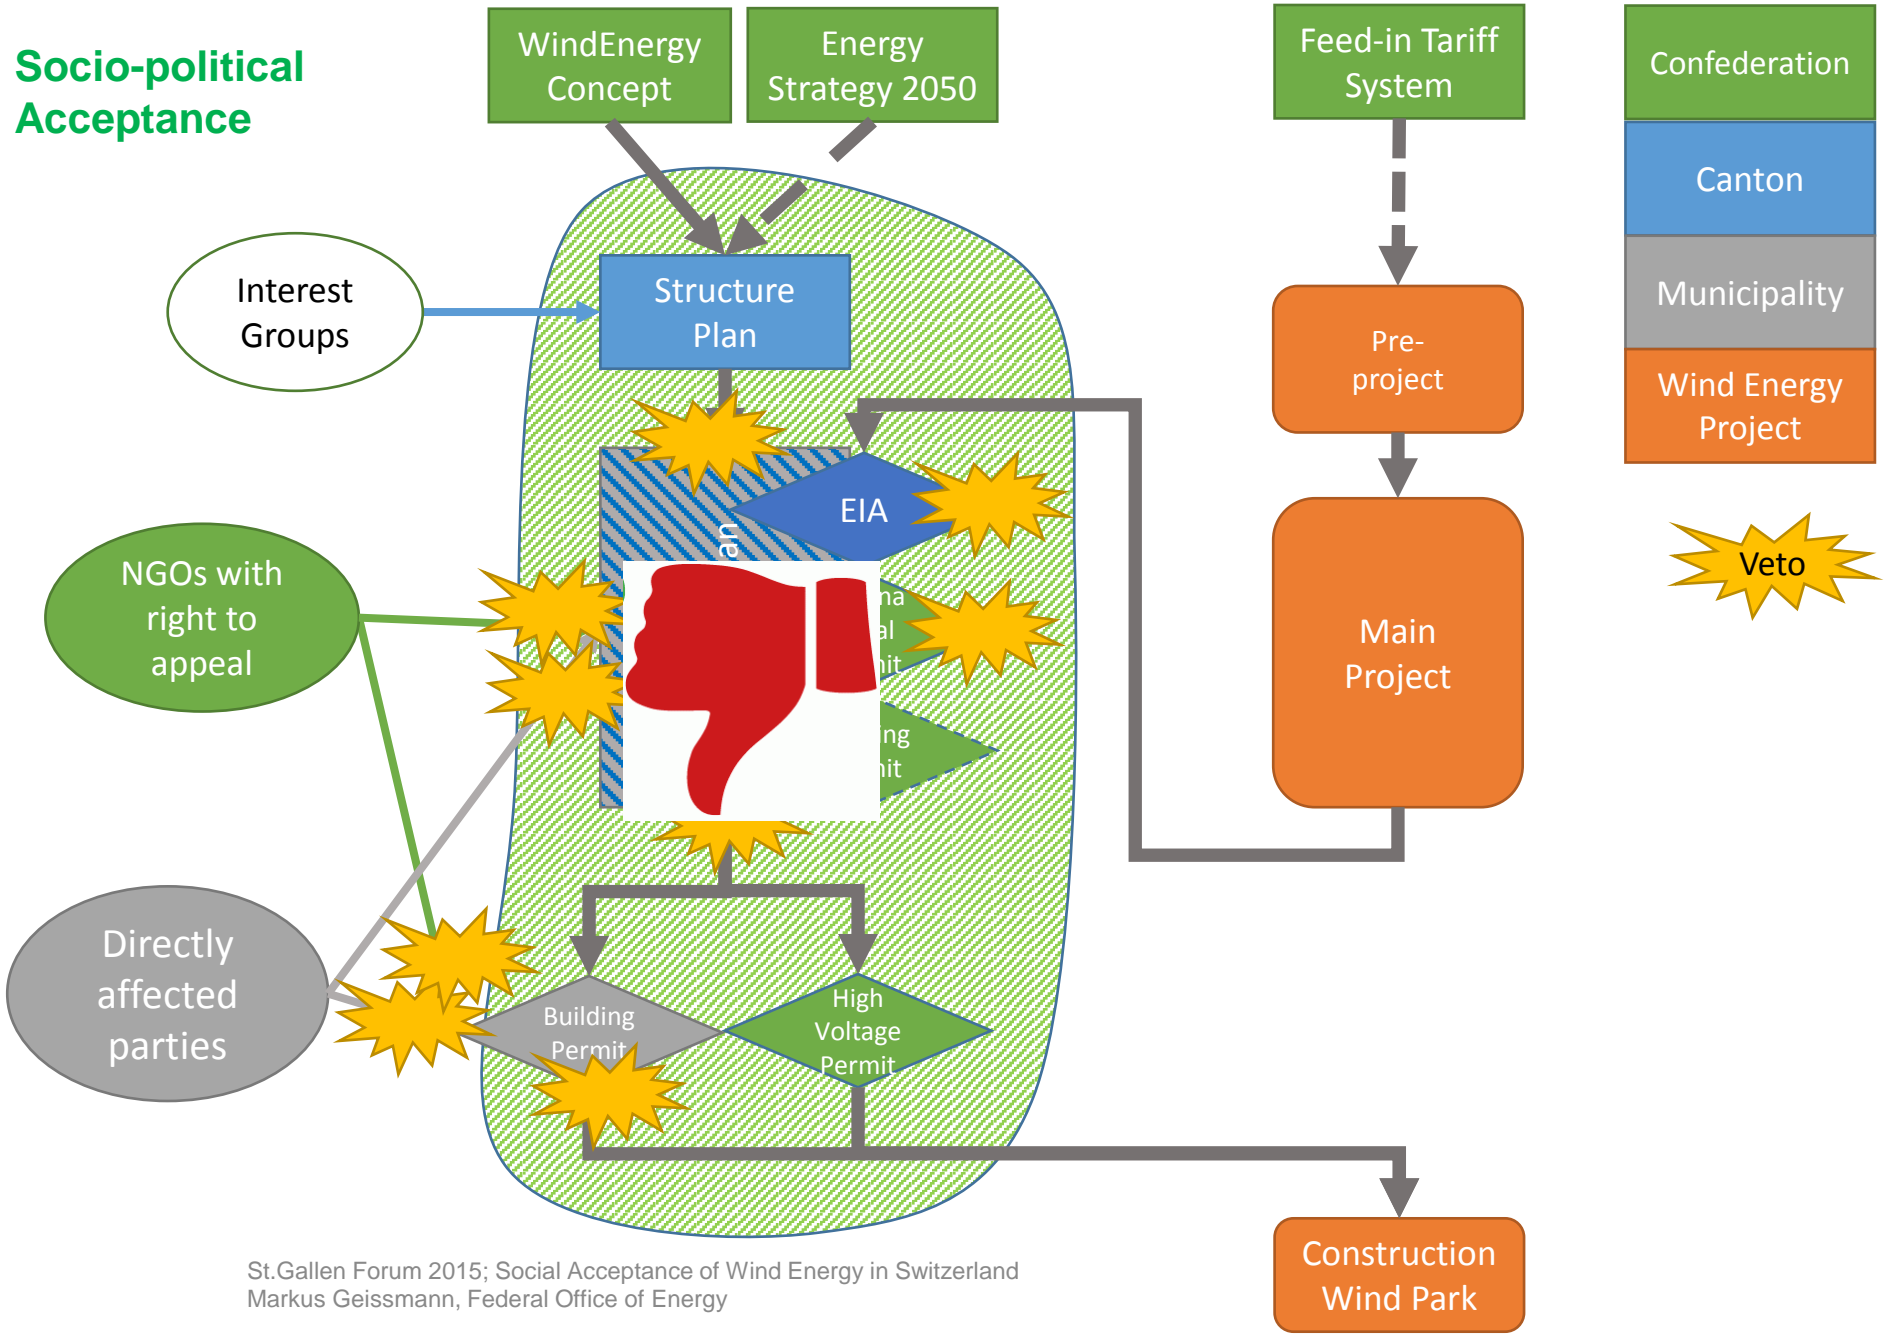 Socio-political
Acceptance
WindEnergy
Concept
Energy
Strategy 2050
Feed-in Tariff
System
Confederation
Canton
Municipality
Wind Energy
Project
Veto
Interest
Groups
Structure
Plan
Pre-
project
EIA
Main
Project
NGOs with
right to
appeal
Directly
affected
parties
Building
Permit
High
Voltage
Permit
Construction
Wind Park
St.Gallen Forum 2015; Social Acceptance of Wind Energy in Switzerland
Markus Geissmann, Federal Office of Energy